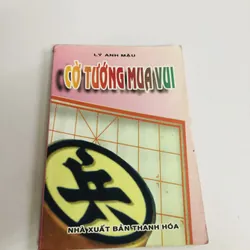 LÝ ANH MẬU
CỜ TƯỚNG MUA VUI
兵
NHÀ XUẤT BẢN THANH HÓA